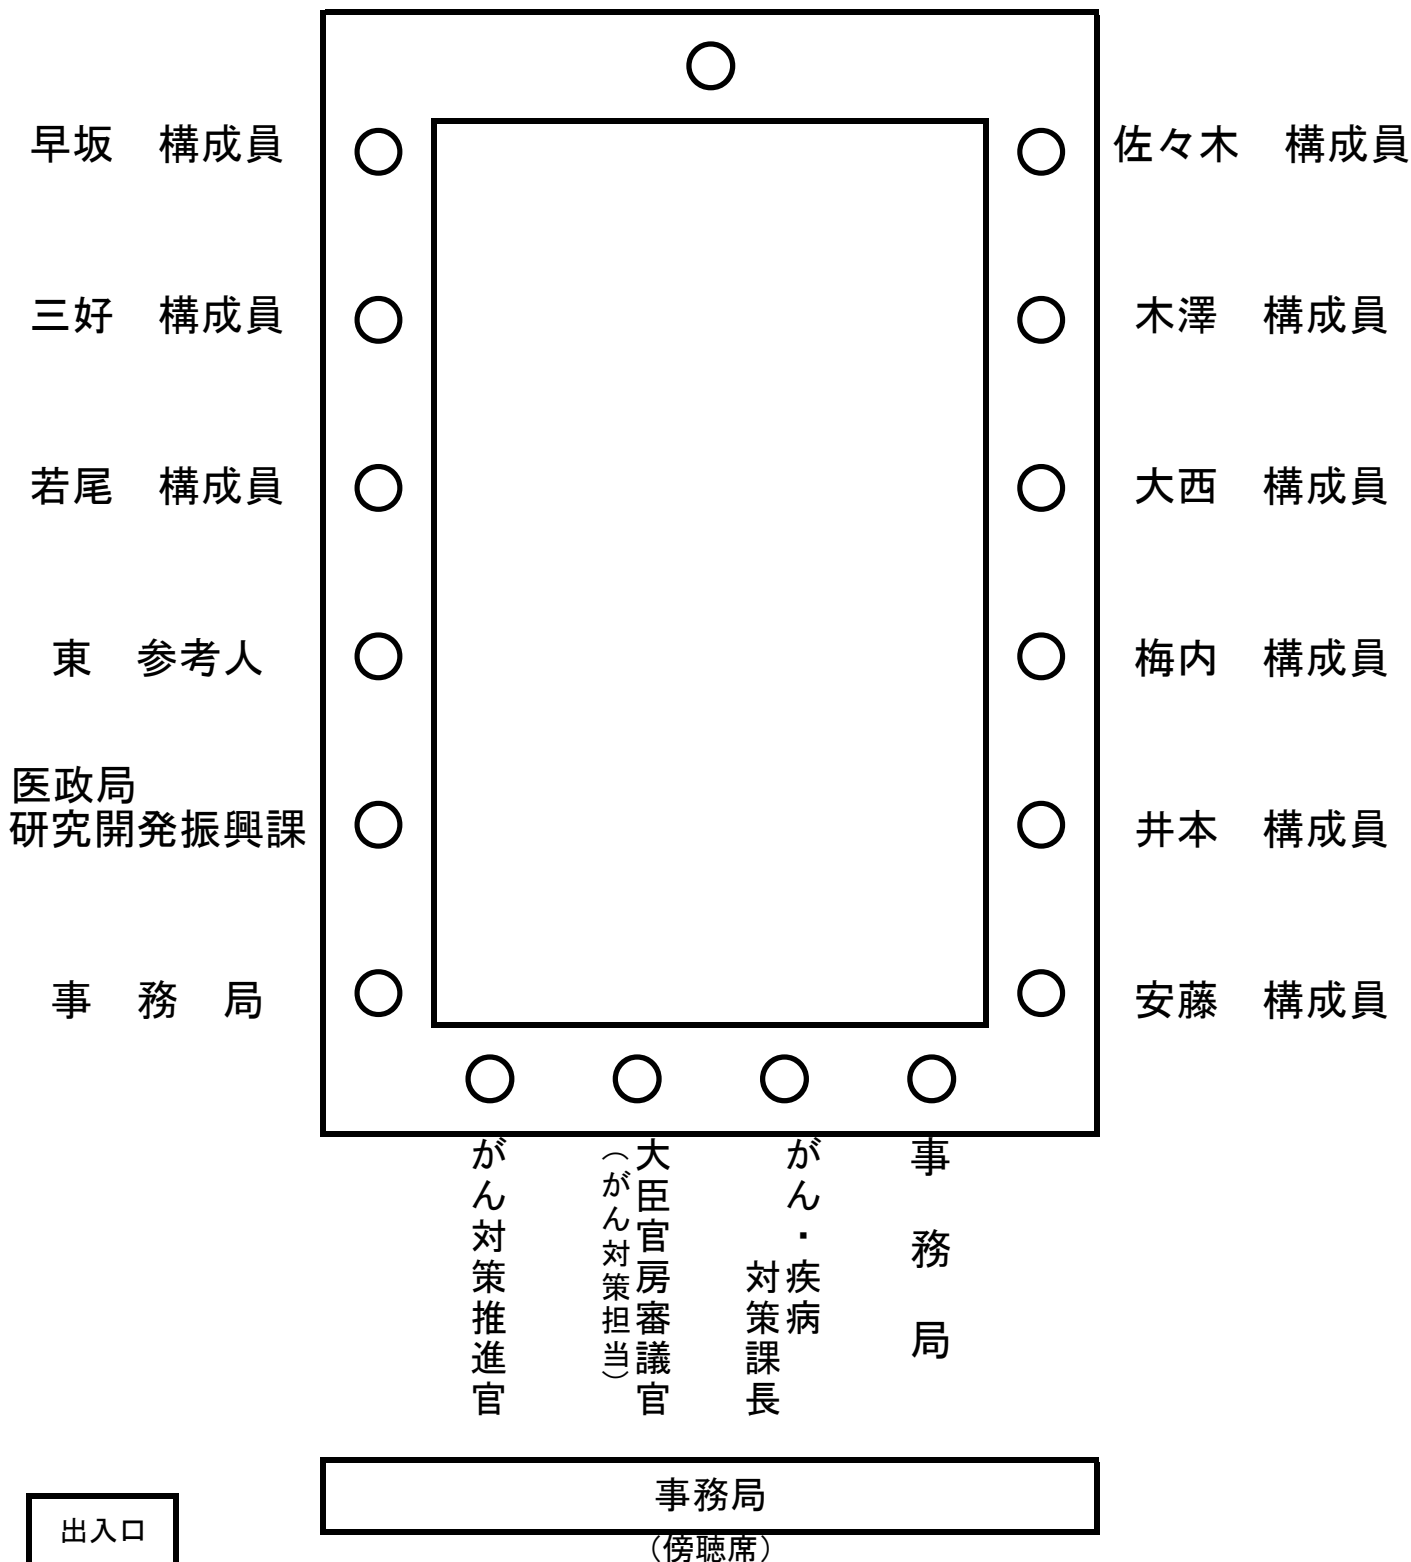 早坂　構成員
三好　構成員
若尾　構成員
東　参考人
医政局
研究開発振興課
事　務　局
佐々木　構成員
木澤　構成員
大西　構成員
梅内　構成員
井本　構成員
安藤　構成員
がん対策推進官
大臣官房審議官
（がん対策担当）
がん・疾病
対策課長
事　務　局
事務局
（傍聴席）
出入口